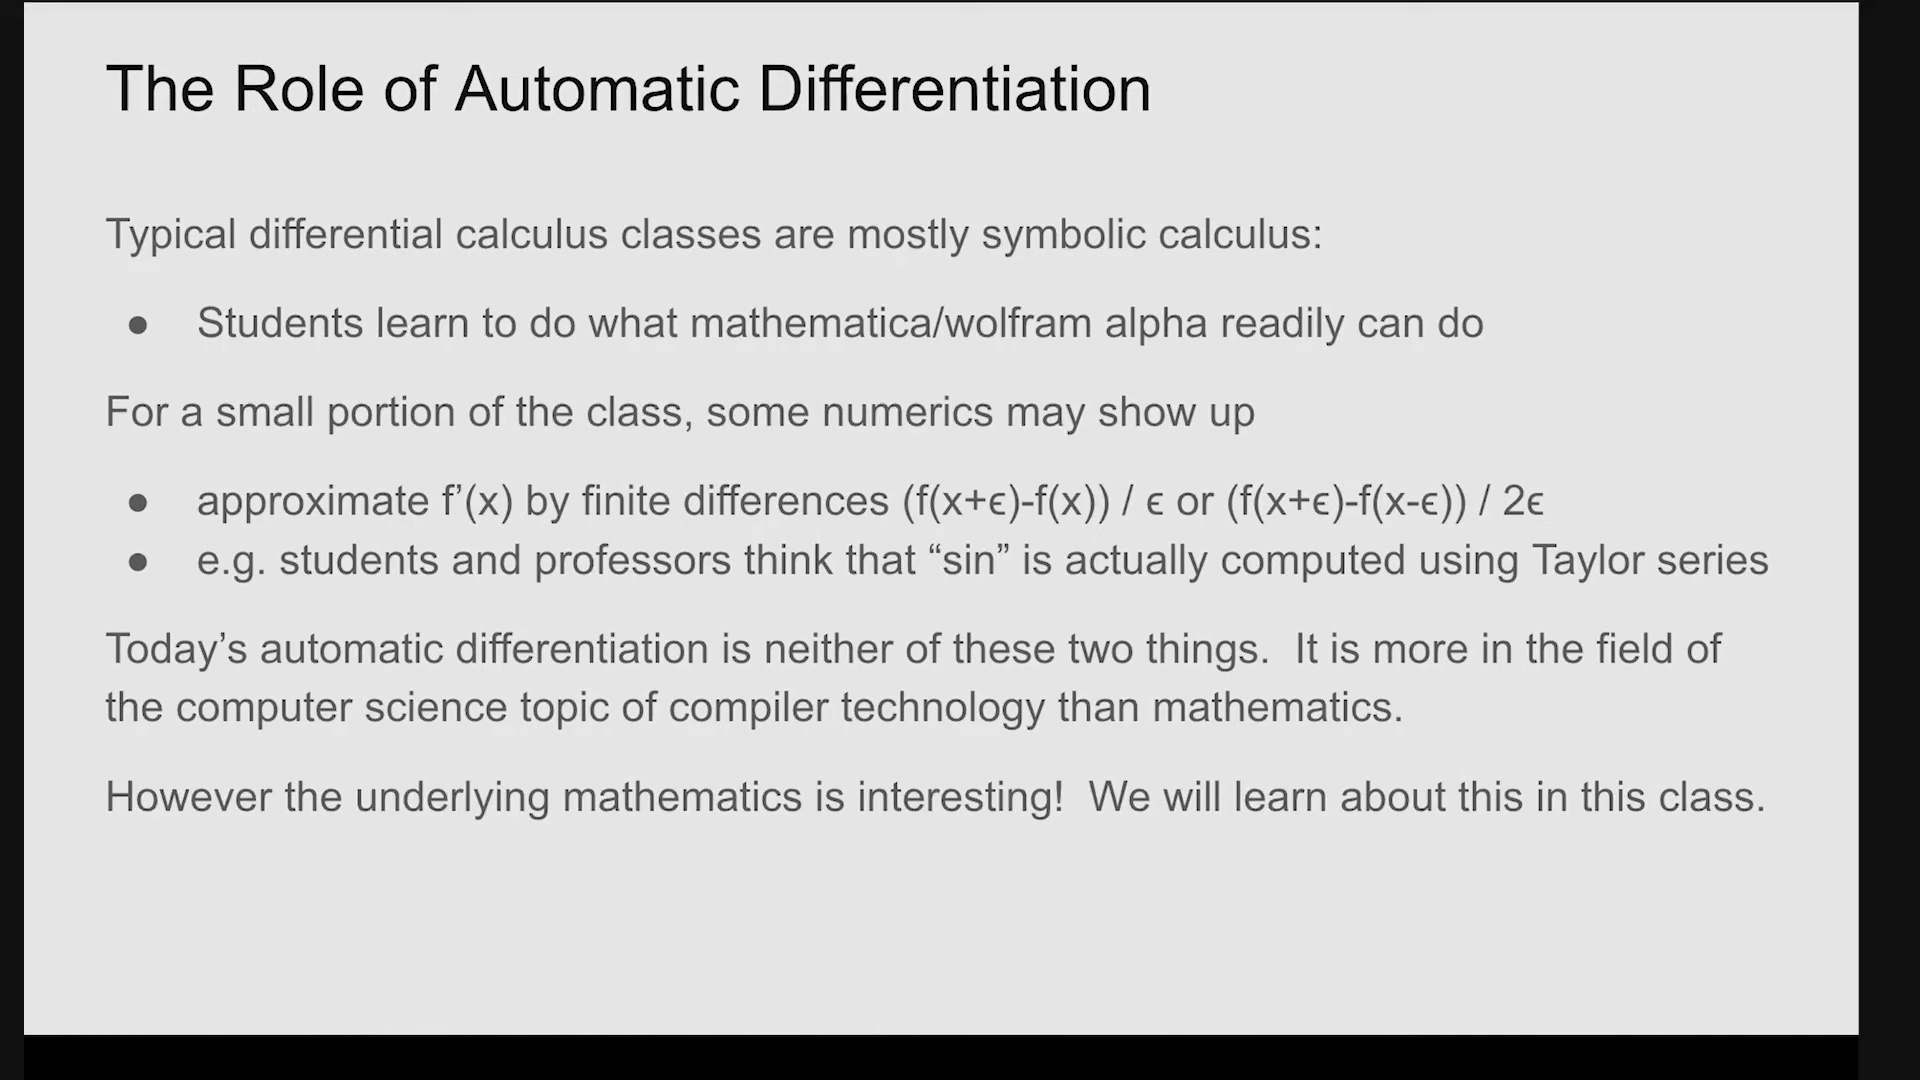 The Role of Automatic Differentiation
Typical differential calculus classes are mostly symbolic calculus:
● Students learn to do what mathematica/wolfram alpha readily can do
For a small portion of the class, some numerics may show up
● approximate f’(x) by finite differences (f(x+ϵ)-f(x)) / ϵ or (f(x+ϵ)-f(x-ϵ)) / 2ϵ
● e.g. students and professors think that “sin” is actually computed using Taylor series
Today’s automatic differentiation is neither of these two things.  It is more in the field of
the computer science topic of compiler technology than mathematics.
However the underlying mathematics is interesting!  We will learn about this in this class.